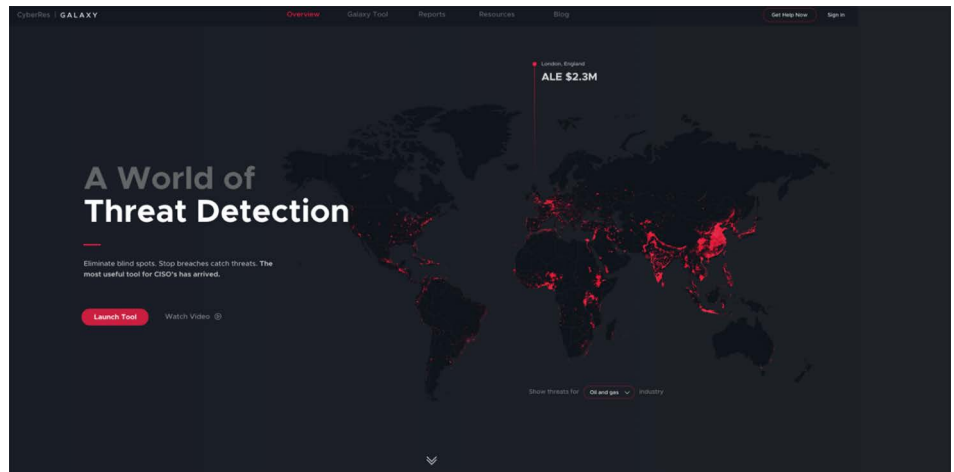 CyberRes | GALAXY
Overview
Galaxy Tool
Reports
Resources
Blog
Get Help Now
Sign in
London, England
ALE $2.3M
A World of
Threat Detection
Eliminate blind spots. Stop breaches catch threats. The
most useful tool for CISO's has arrived.
Launch Tool
Watch Video
Show threats for Oil and gas industry